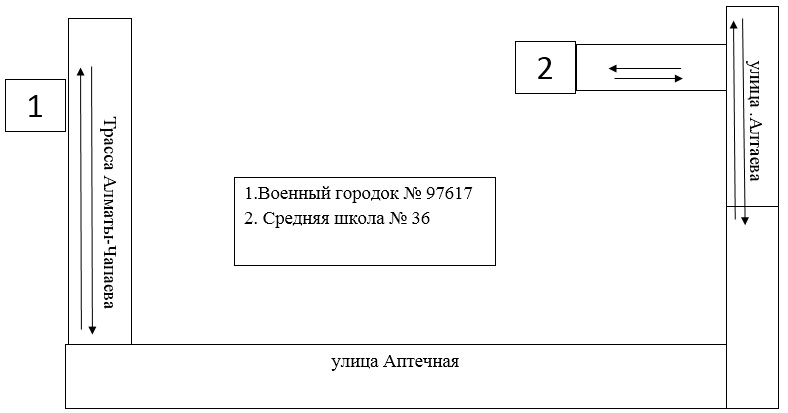 1
2
Трасса Алматы-Чапаева
улица .Алтаева
1.Военный городок № 97617
2. Средняя школа № 36
улица Аптечная